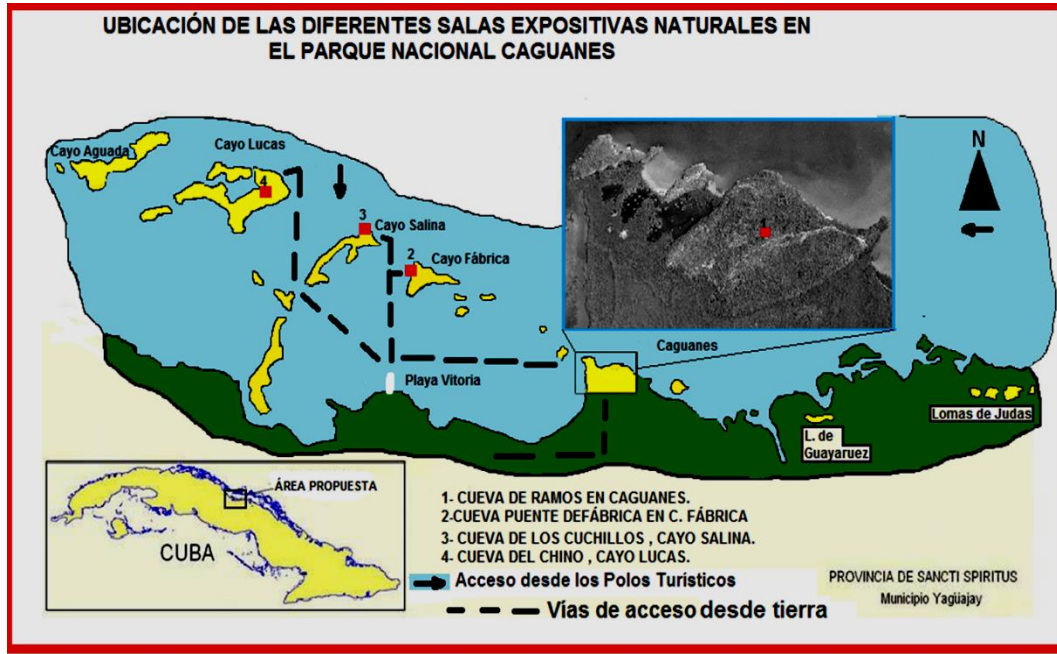 UBICACIÓN DE LAS DIFERENTES SALAS EXPOSITIVAS NATURALES EN
EL PARQUE NACIONAL CAGUANES
Cayo Aguada
Cayo Lucas
4
3
Cayo Salina
2
Cayo Fábrica
1
N
Caguanes
Playa Vitoria
Lomas de Judas
L. de
Guayaruez
ÁREA PROPUESTA
CUBA
1- CUEVA DE RAMOS EN CAGUANES.
2-CUEVA PUENTE DEFÁBRICA EN C. FÁBRICA
3- CUEVA DE LOS CUCHILLOS , CAYO SALINA.
4- CUEVA DEL CHINO , CAYO LUCAS.
Acceso desde los Polos Turísticos
Vías de acceso desde tierra
PROVINCIA DE SANCTI SPIRITUS
Municipio Yagüajay